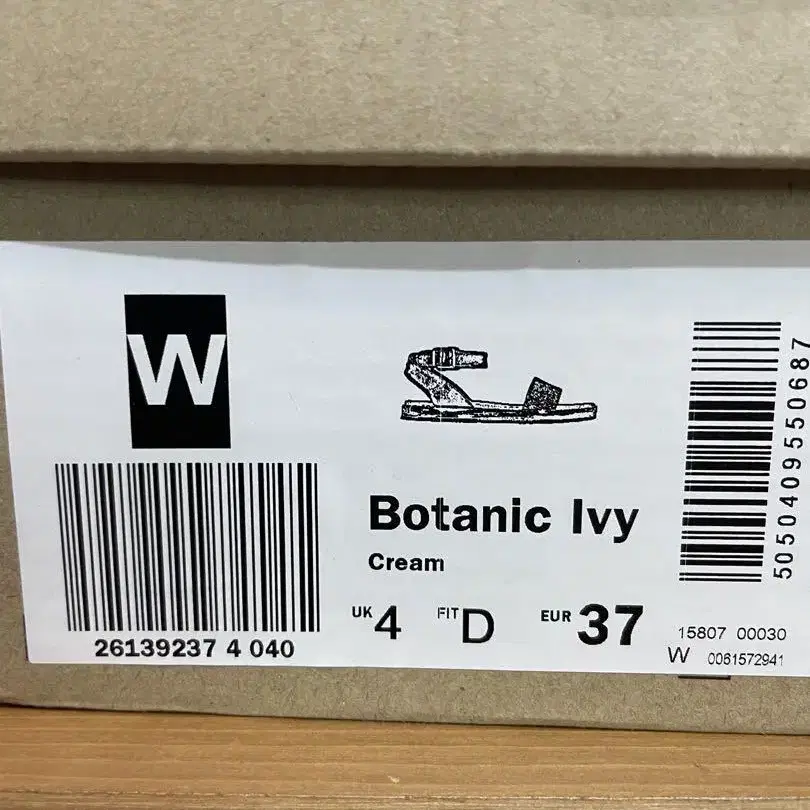 W
26139237 4 040
Botanic Ivy
Cream
UK 4 FIT D EUR 37
5050409550687
15807 00030
W 0061572941